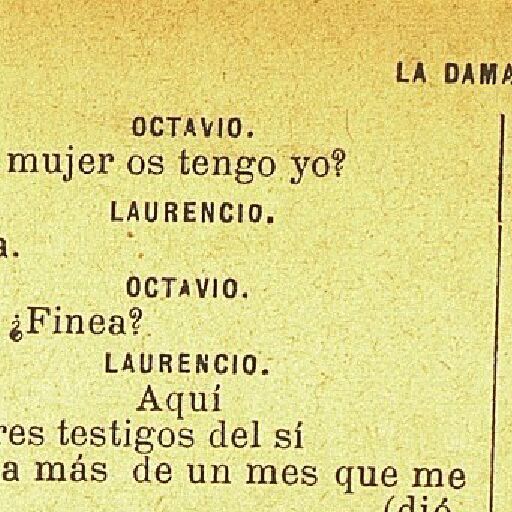 LA DAMA
OCTAVIO.
mujer os tengo yo?
LAURENCIO.
a.
OCTAVIO.
¿Finea?
LAURENCIO.
Aquí
res testigos del sí
a más de un mes que me
(dió